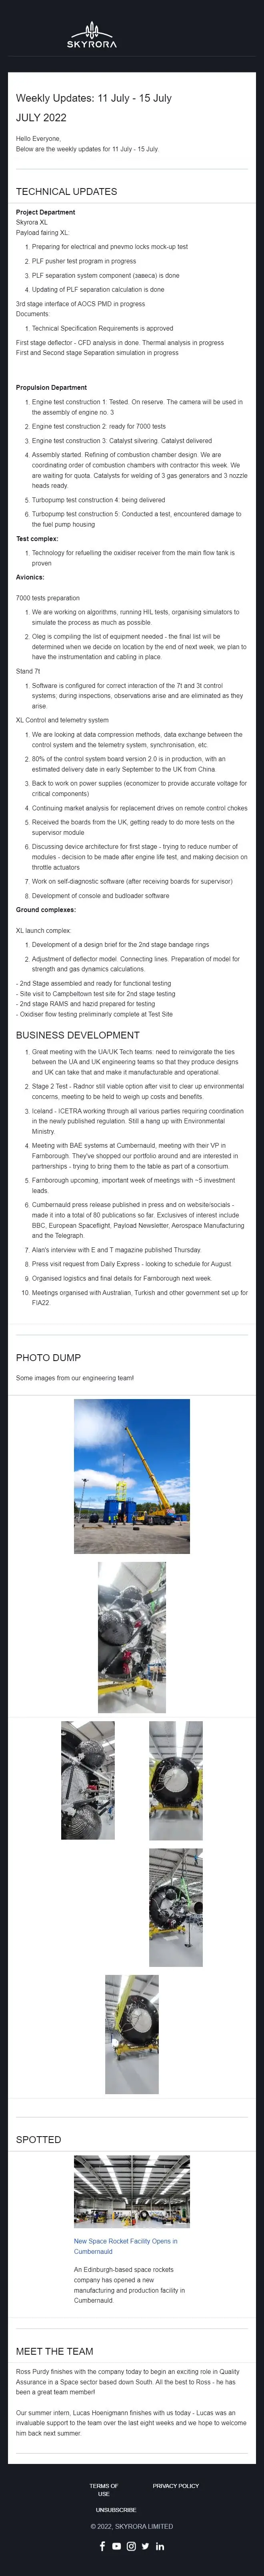 SKYRORA
Weekly Updates: 11 July - 15 July
JULY 2022
Hello Everyone,
Below are the weekly updates for 11 July - 15 July.
TECHNICAL UPDATES
Project Department
Skyrora XL
Payload fairing XL:
1. Preparing for electrical and pnevmo locks mock-up test
2. PLF pusher test program in progress
3. PLF separation system component (завеса) is done
4. Updating of PLF separation calculation is done
3rd stage interface of AOCS PMD in progress.
Documents:
1. Technical Specification Requirements is approved
First stage deflector - CFD analysis in done. Thermal analysis in progress
First and Second stage Separation simulation in progress
Propulsion Department
1. Engine test construction 1: Tested. On reserve. The camera will be used in
the assembly of engine no. 3
2. Engine test construction 2: ready for 7000 tests
3. Engine test construction 3: Catalyst silvering. Catalyst delivered
4. Assembly started. Refining of combustion chamber design. We are
coordinating order of combustion chambers with contractor this week. We
are waiting for quota. Catalysts for welding of 3 gas generators and 3 nozzle
heads ready.
5. Turbopump test construction 4: being delivered.
6. Turbopump test construction 5: Conducted a test, encountered damage to
the fuel pump housing
Test complex:
1. Technology for refuelling the oxidiser receiver from the main flow tank is
proven
Avionics:
7000 tests preparation
1. We are working on algorithms, running HIL tests, organising simulators to
simulate the process as much as possible.
2. Oleg is compiling the list of equipment needed - the final list will be
determined when we decide on location by the end of next week, we plan to
have the instrumentation and cabling in place.
Stand 7t
1. Software is configured for correct interaction of the 7t and 3t control
systems; during inspections, observations arise and are eliminated as they
arise.
XL Control and telemetry system
1. We are looking at data compression methods, data exchange between the
control system and the telemetry system, synchronisation, etc.
2. 80% of the control system board version 2.0 is in production, with an
estimated delivery date in early September to the UK from China.
3. Back to work on power supplies (economizer to provide accurate voltage for
critical components)
4. Continuing market analysis for replacement drives on remote control chokes
5. Received the boards from the UK, getting ready to do more tests on the
supervisor module
6. Discussing device architecture for first stage - trying to reduce number of
modules - decision to be made after engine life test, and making decision on
throttle actuators
7. Work on self-diagnostic software (after receiving boards for supervisor)
8. Development of console and budloader software
Ground complexes:
XL launch complex:
1. Development of a design brief for the 2nd stage bandage rings
2. Adjustment of deflector model. Connecting lines. Preparation of model for
strength and gas dynamics calculations.
- 2nd Stage assembled and ready for functional testing
- Site visit to Campbeltown test site for 2nd stage testing
- 2nd stage RAMS and hazid prepared for testing
- Oxidiser flow testing preliminarly complete at Test Site
BUSINESS DEVELOPMENT
1. Great meeting with the UA/UK Tech teams: need to reinvigorate the ties
between the UA and UK engineering teams so that they produce designs
and UK can take that and make it manufacturable and operational.
2. Stage 2 Test - Radnor still viable option after visit to clear up environmental
concerns, meeting to be held to weigh up costs and benefits.
3. Iceland - ICETRA working through all various parties requiring coordination
in the newly published regulation. Still a hang up with Environmental
Ministry.
4. Meeting with BAE systems at Cumbernauld, meeting with their VP in
Farnborough. They've shopped our portfolio around and are interested in
partnerships - trying to bring them to the table as part of a consortium.
5. Farnborough upcoming, important week of meetings with ~5 investment
leads.
6. Cumbernauld press release published in press and on website/socials -
made it into a total of 80 publications so far. Exclusives of interest include
BBC, European Spaceflight, Payload Newsletter, Aerospace Manufacturing
and the Telegraph.
7. Alan's interview with E and T magazine published Thursday.
8. Press visit request from Daily Express - looking to schedule for August.
9. Organised logistics and final details for Farnborough next week.
10. Meetings organised with Australian, Turkish and other government set up for
FIA22.
PHOTO DUMP
Some images from our engineering team!
SPOTTED
New Space Rocket Facility Opens in
Cumbernauld
An Edinburgh-based space rockets
company has opened a new
manufacturing and production facility in
Cumbernauld.
MEET THE TEAM
Ross Purdy finishes with the company today to begin an exciting role in Quality
Assurance in a Space sector based down South. All the best to Ross - he has
been a great team member!!
Our summer intern, Lucas Hoenigmann finishes with us today - Lucas was an
invaluable support to the team over the last eight weeks and we hope to welcome
him back next summer.
TERMS OF PRIVACY POLICY
USE
UNSUBSCRIBE
© 2022, SKYRORA LIMITED